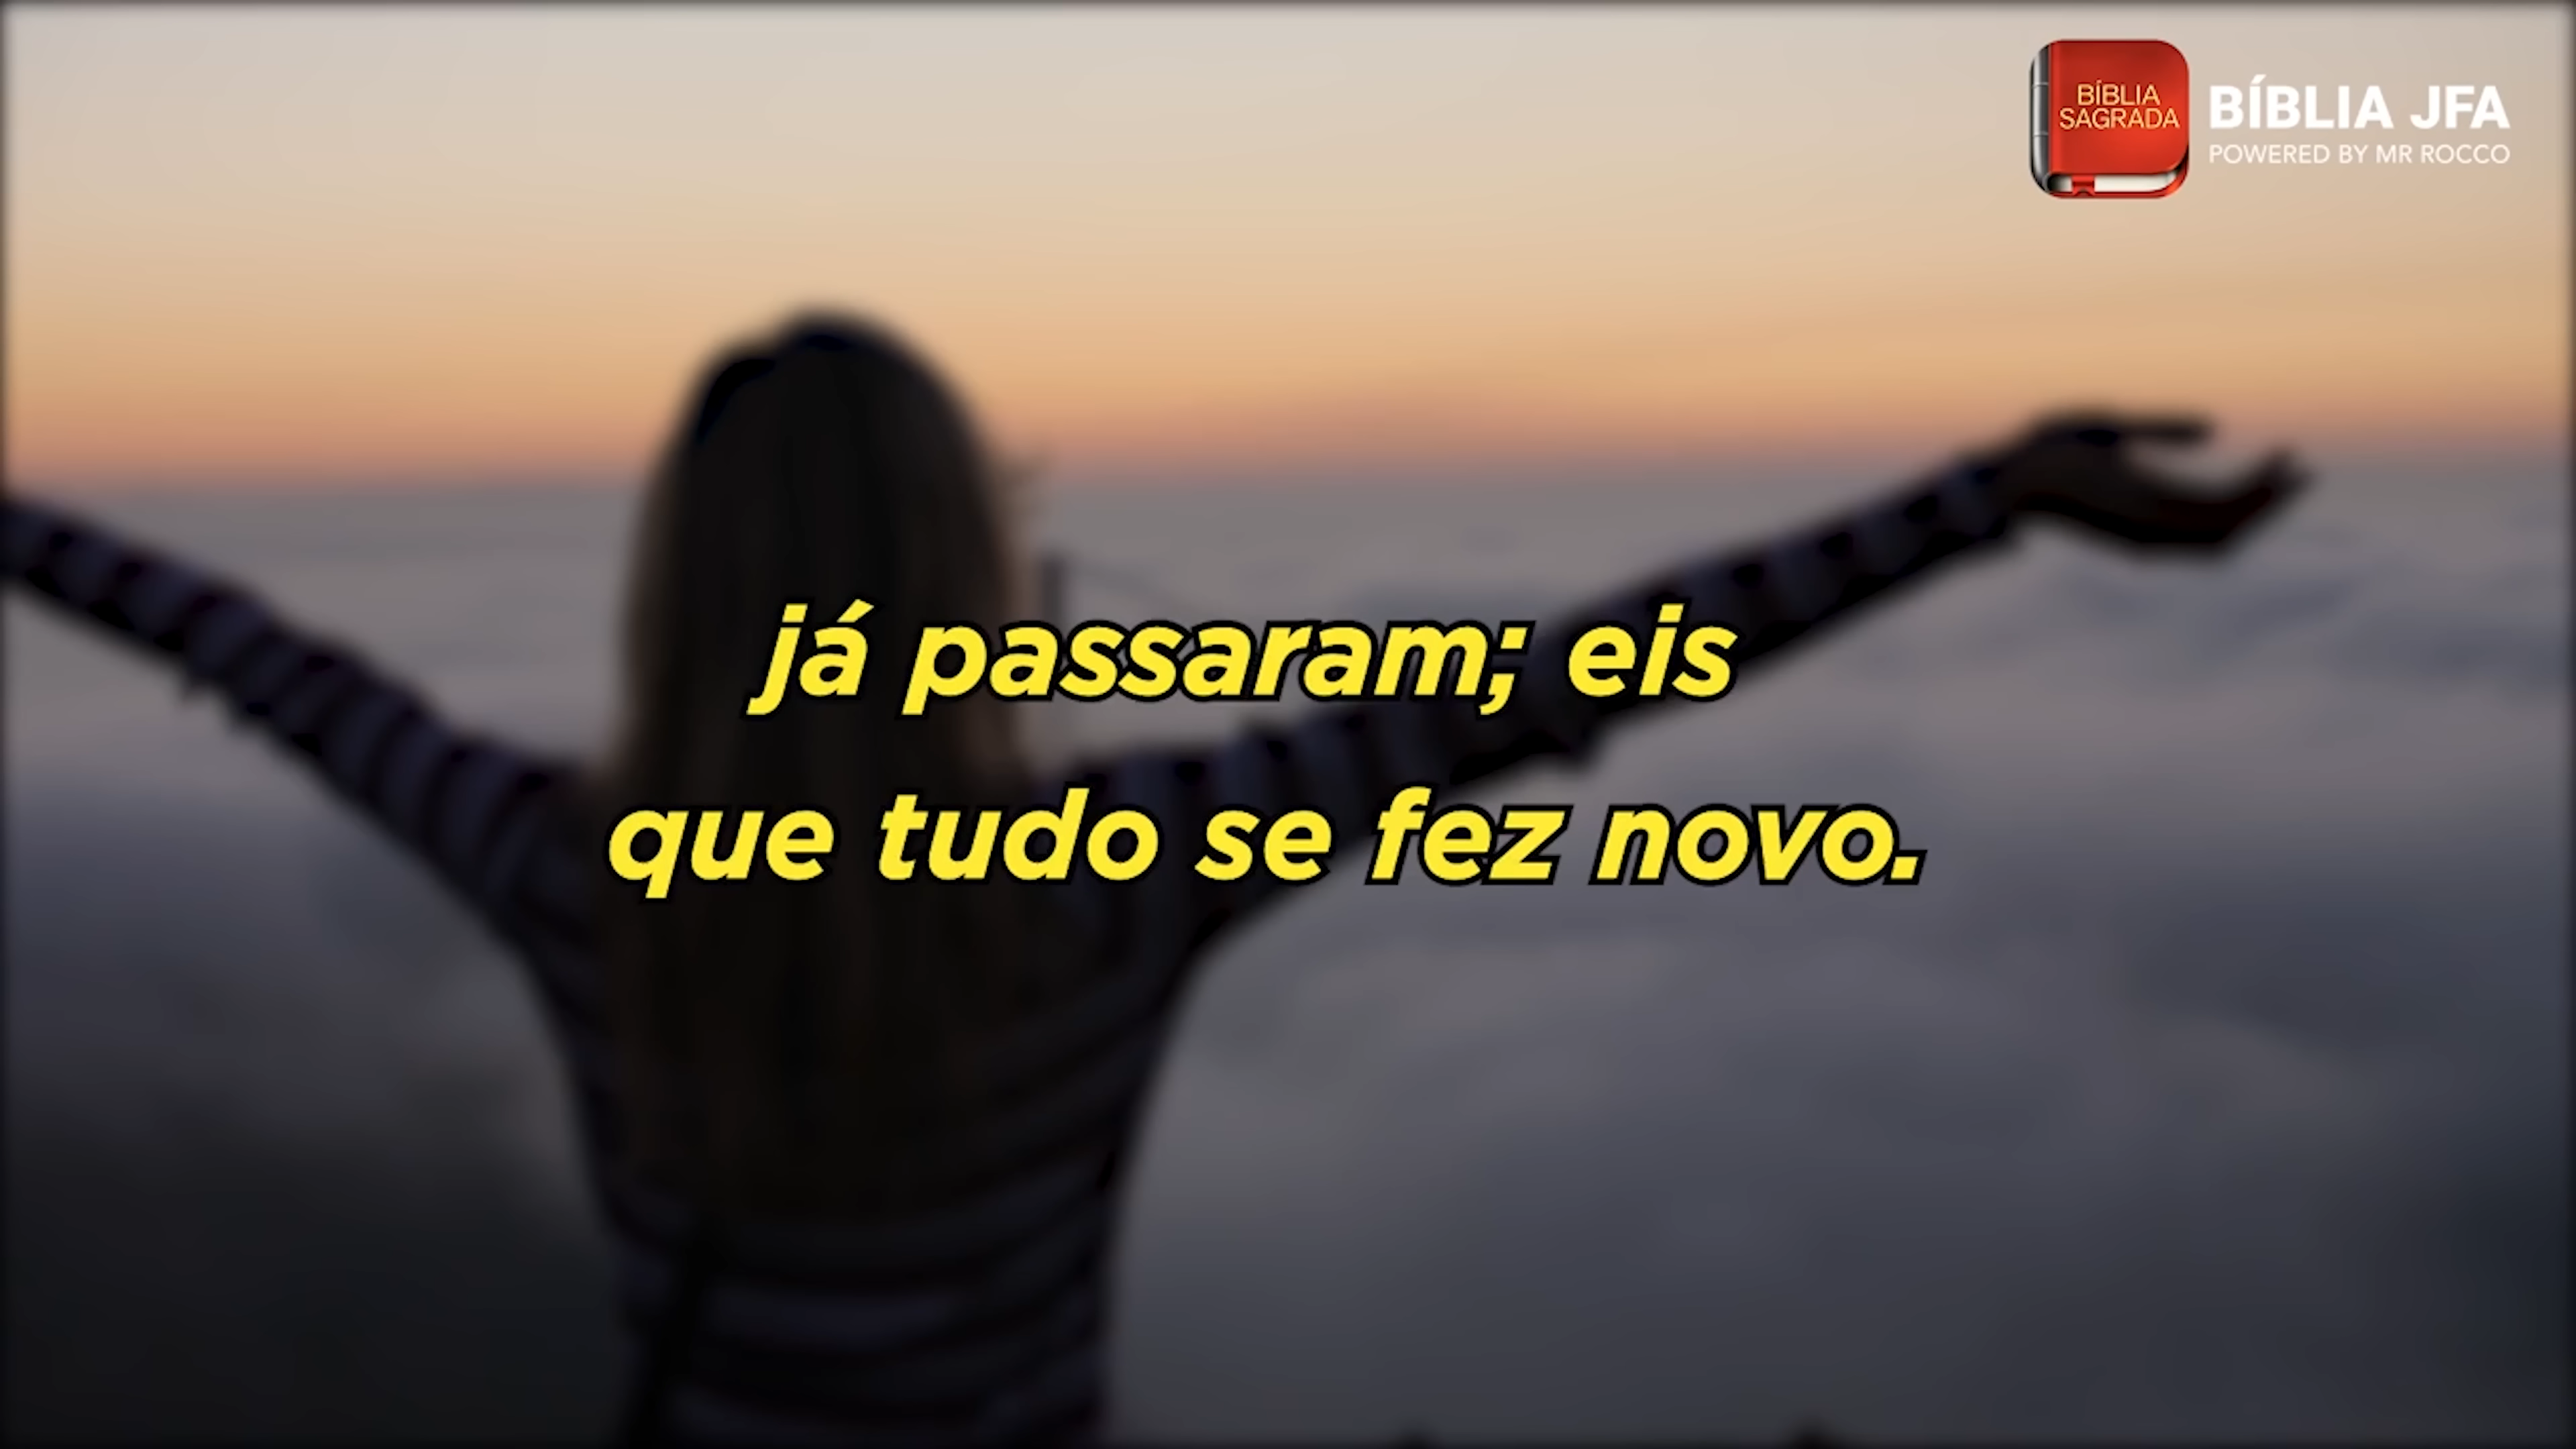 BÍBLIA
SAGRADA
BÍBLIA JFA
POWERED BY MR ROCCO
já passaram; eis
que tudo se fez novo.